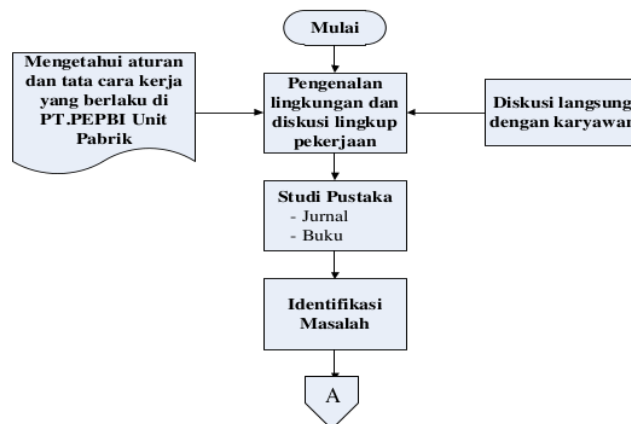 Mulai
Mengetahui aturan
dan tata cara kerja
yang berlaku di
PT.PEPBI Unit
Pabrik
Pengenalan
lingkungan dan
diskusi lingkup
pekerjaan
Diskusi langsung
dengan karyawan
Studi Pustaka
- Jurnal
- Buku
Identifikasi
Masalah
A